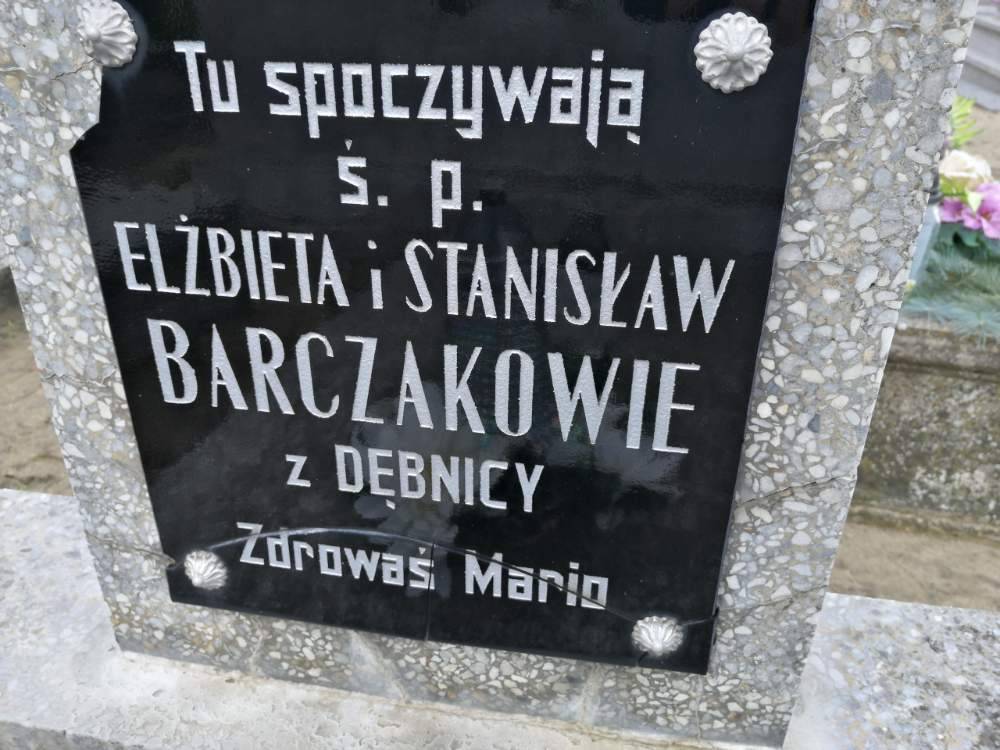 Tu spoczywają
ś. p.
ELŻBIETA i STANISŁAW
BARCZAKOWIE
z DĘBNICY
Zdrowaś Mario